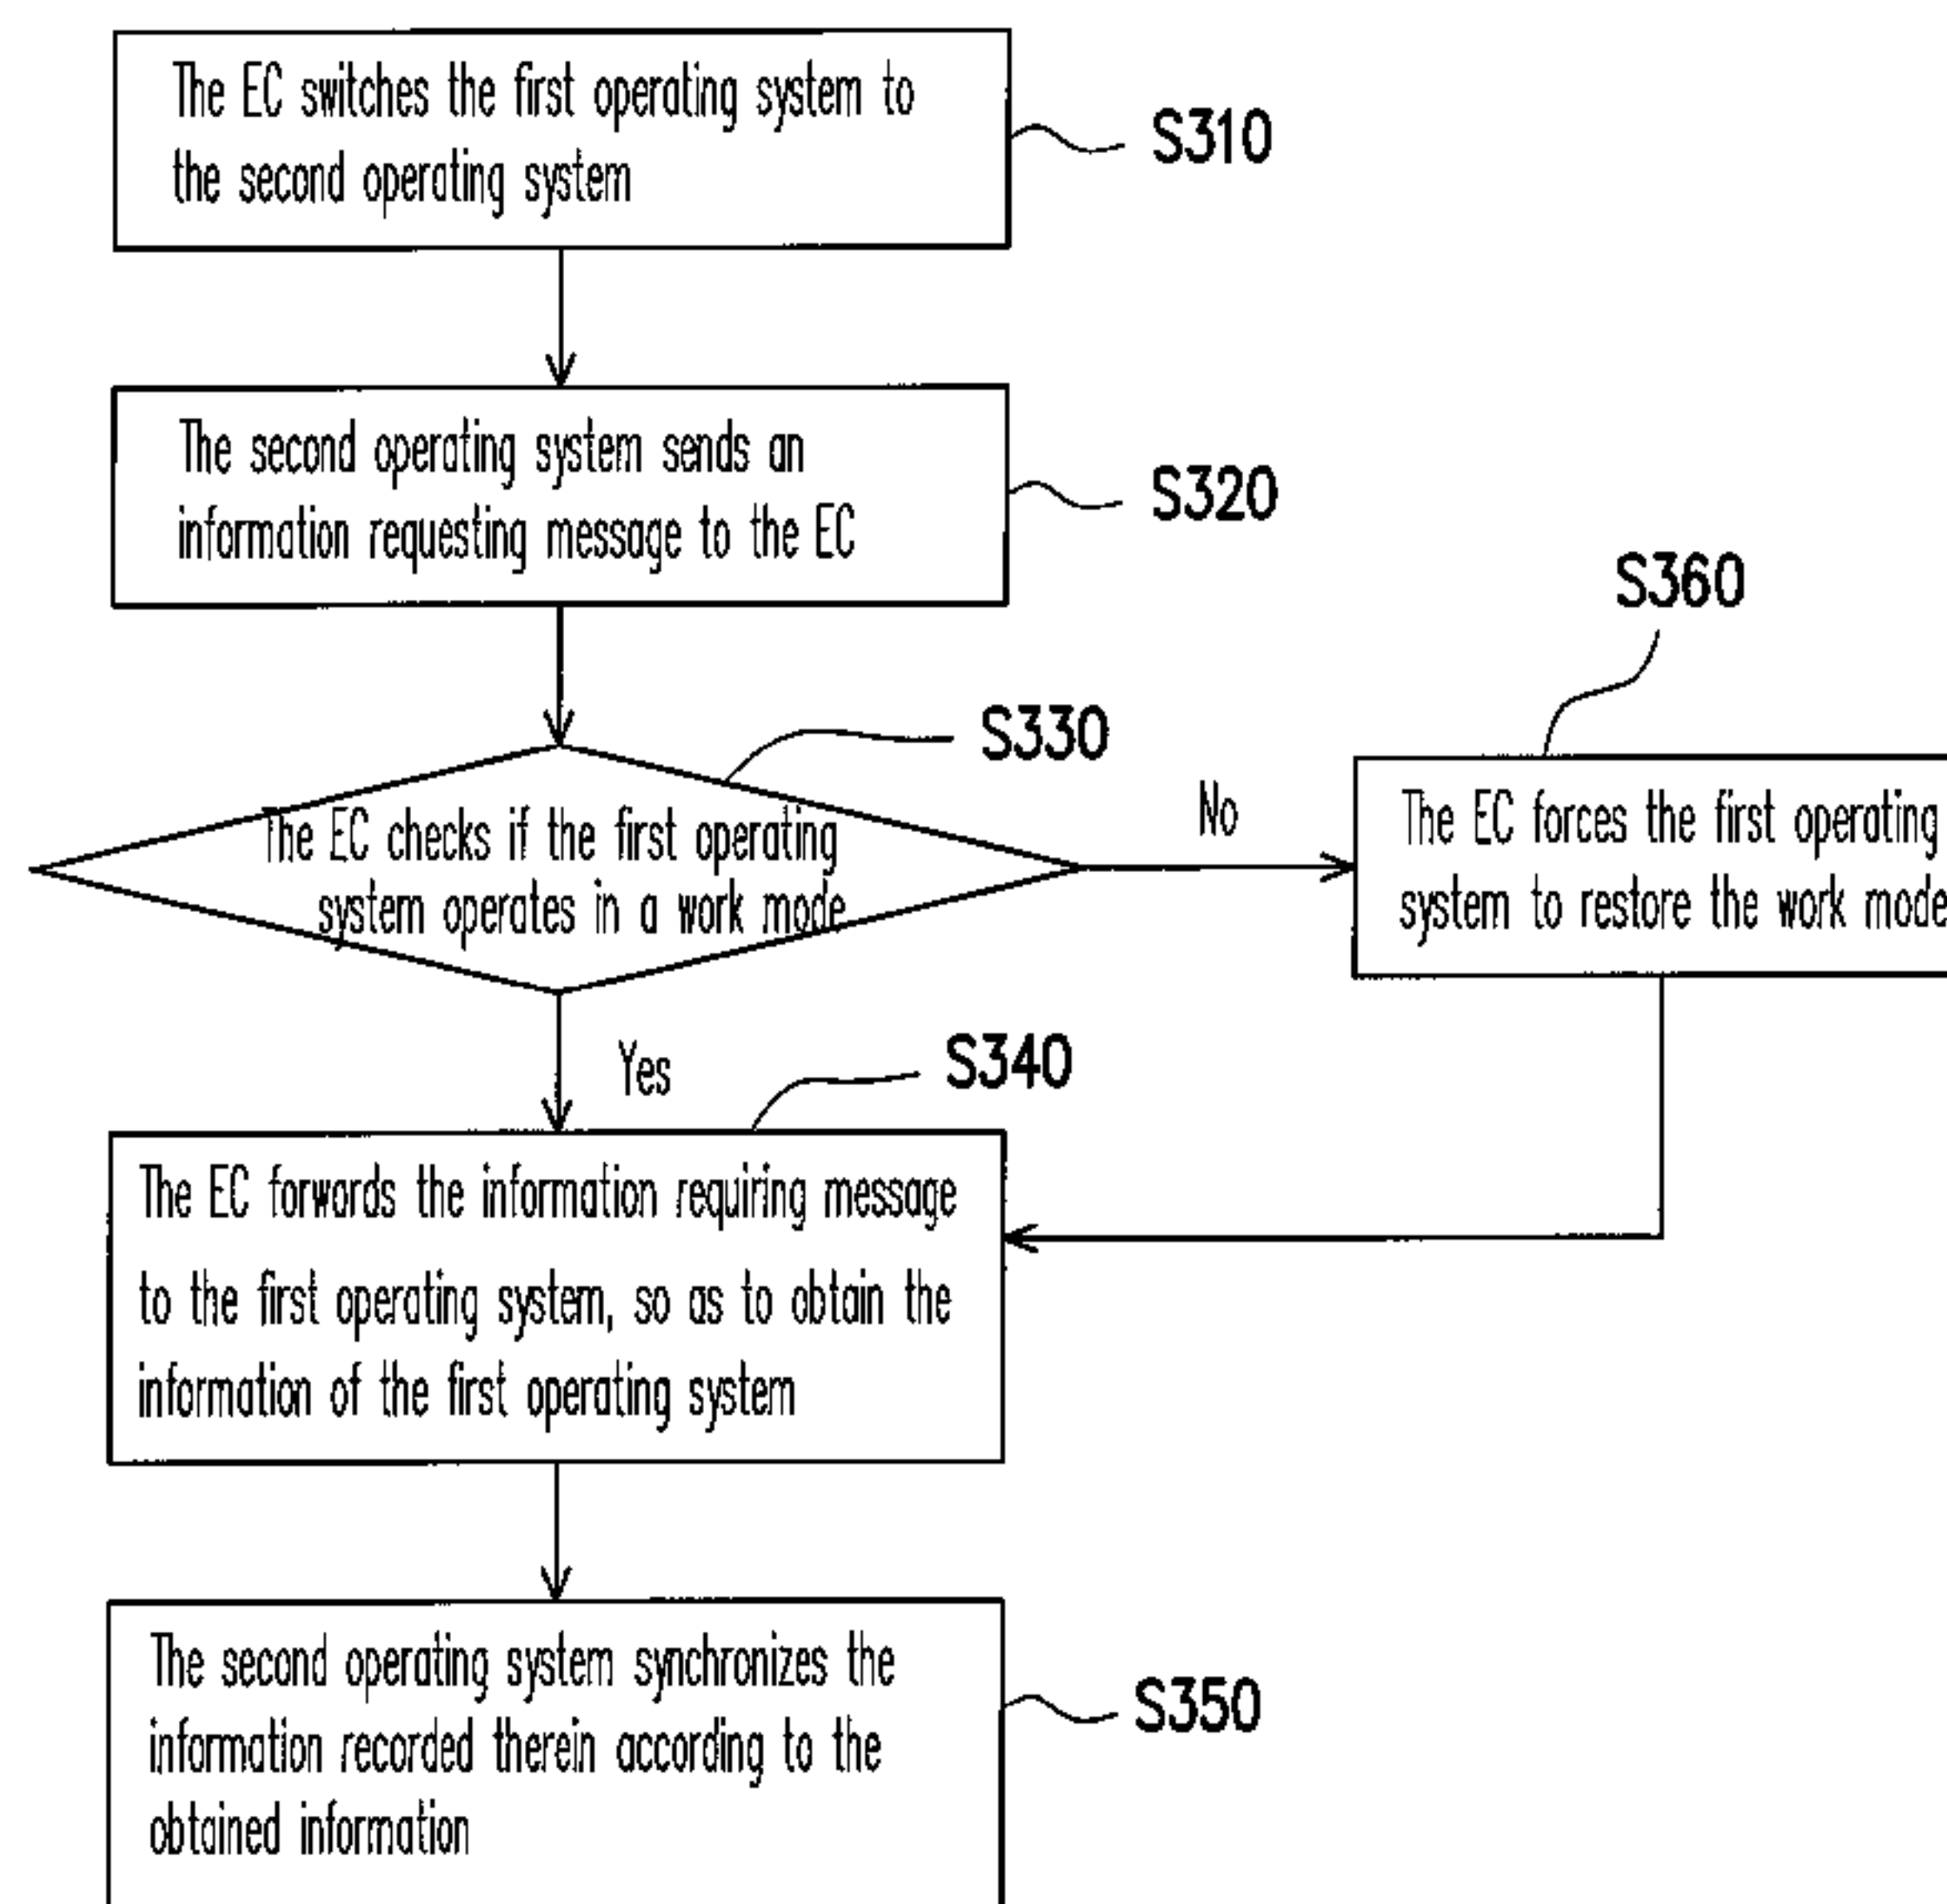 The EC switches the first operating system to
the second operating system
S310
The second operating system sends an
information requesting message to the EC
S320
S330
The EC checks if the first operating
system operates in a work mode
No
S360
The EC forces the first operating
system to restore the work mode
Yes
S340
The EC forwards the information requiring message
to the first operating system, so as to obtain the
information of the first operating system
The second operating system synchronizes the
information recorded therein according to the
obtained information
S350